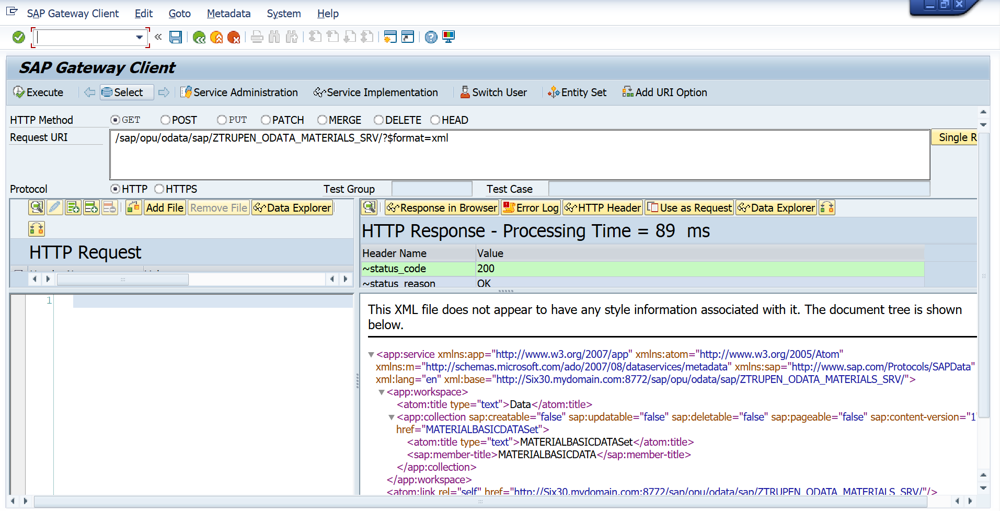 SAP Gateway Client Edit Goto Metadata System Help
SAP Gateway Client
Execute Select Service Administration Service Implementation Switch User Entity Set Add URI Option
HTTP Method GET POST PUT PATCH MERGE DELETE HEAD
Request URI /sap/opu/odata/sap/ZTRUPEN_ODATA_MATERIALS_SRV/?$format=xml Single R
Protocol HTTP HTTPS Test Group Test Case
Add File Remove File Data Explorer
HTTP Request
1
Response in Browser Error Log HTTP Header Use as Request Data Explorer
HTTP Response - Processing Time = 89 ms
Header Name Value
~status_code 200
~status_reason OK
This XML file does not appear to have any style information associated with it. The document tree is shown
below.
<app:service xmlns:app="http://www.w3.org/2007/app" xmlns:atom="http://www.w3.org/2005/Atom"
xmlns:m="http://schemas.microsoft.com/ado/2007/08/dataservices/metadata" xmlns:sap="http://www.sap.com/Protocols/SAPData"
xml:lang="en" xml:base="http://Six30.mydomain.com:8772/sap/opu/odata/sap/ZTRUPEN_ODATA_MATERIALS_SRV/">
<app:workspace>
<atom:title type="text">Data</atom:title>
<app:collection sap:creatable="false" sap:updatable="false" sap:deletable="false" sap:pageable="false" sap:content-version="1"
href="MATERIALBASICDATASet">
<atom:title type="text">MATERIALBASICDATASet</atom:title>
<sap:member-title>MATERIALBASICDATA</sap:member-title>
</app:collection>
</app:workspace>
<atom:link rel="self" href="http://Six30.mydomain.com:8772/sap/opu/odata/sap/ZTRUPEN_ODATA_MATERIALS_SRV/"/>